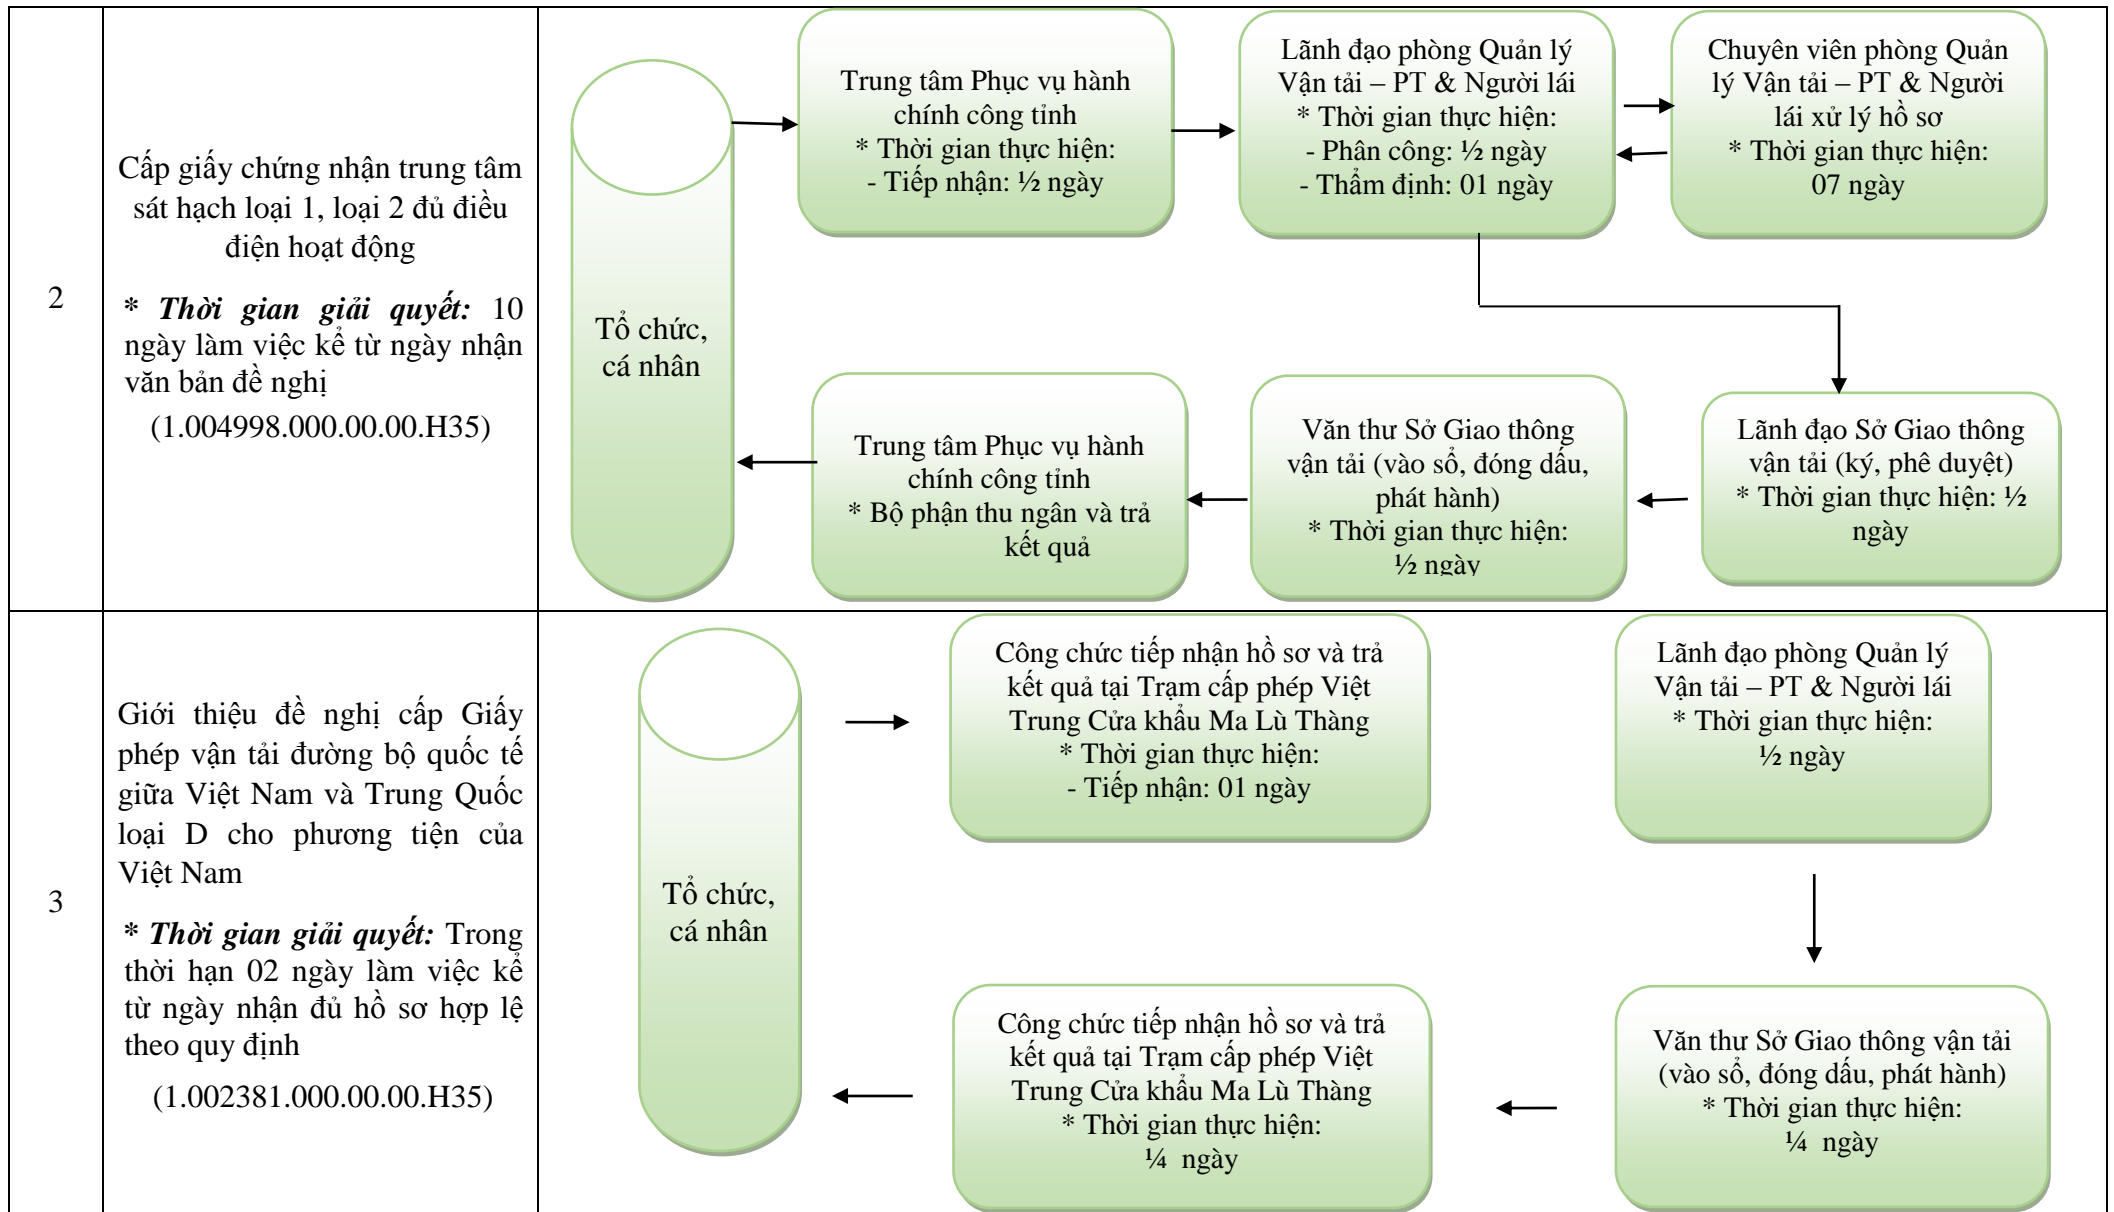 2
Cấp giấy chứng nhận trung tâm
sát hạch loại 1, loại 2 đủ điều
điện hoạt động
* Thời gian giải quyết: 10
ngày làm việc kể từ ngày nhận
văn bản đề nghị
(1.004998.000.00.00.H35)
Tổ chức,
cá nhân
Trung tâm Phục vụ hành
chính công tỉnh
* Thời gian thực hiện:
- Tiếp nhận: ½ ngày
Lãnh đạo phòng Quản lý
Vận tải – PT & Người lái
* Thời gian thực hiện:
- Phân công: ½ ngày
- Thẩm định: 01 ngày
Chuyên viên phòng Quản
lý Vận tải – PT & Người
lái xử lý hồ sơ
* Thời gian thực hiện:
07 ngày
Trung tâm Phục vụ hành
chính công tỉnh
* Bộ phận thu ngân và trả
kết quả
Văn thư Sở Giao thông
vận tải (vào sổ, đóng dấu,
phát hành)
* Thời gian thực hiện:
½ ngày
Lãnh đạo Sở Giao thông
vận tải (ký, phê duyệt)
* Thời gian thực hiện: ½
ngày
3
Giới thiệu đề nghị cấp Giấy
phép vận tải đường bộ quốc tế
giữa Việt Nam và Trung Quốc
loại D cho phương tiện của
Việt Nam
* Thời gian giải quyết: Trong
thời hạn 02 ngày làm việc kể
từ ngày nhận đủ hồ sơ hợp lệ
theo quy định
(1.002381.000.00.00.H35)
Tổ chức,
cá nhân
Công chức tiếp nhận hồ sơ và trả
kết quả tại Trạm cấp phép Việt
Trung Cửa khẩu Ma Lù Thàng
* Thời gian thực hiện:
- Tiếp nhận: 01 ngày
Lãnh đạo phòng Quản lý
Vận tải – PT & Người lái
* Thời gian thực hiện:
½ ngày
Công chức tiếp nhận hồ sơ và trả
kết quả tại Trạm cấp phép Việt
Trung Cửa khẩu Ma Lù Thàng
* Thời gian thực hiện:
¼ ngày
Văn thư Sở Giao thông vận tải
(vào sổ, đóng dấu, phát hành)
* Thời gian thực hiện:
¼ ngày